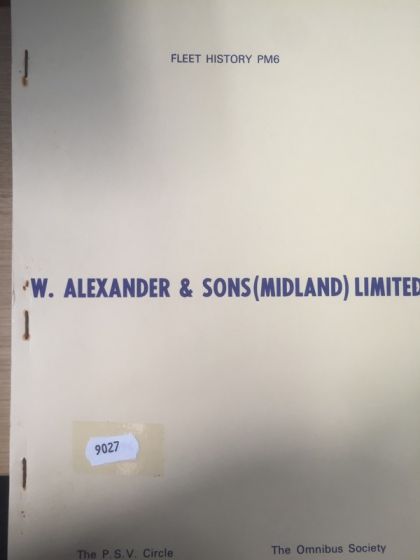 FLEET HISTORY PM6
W. ALEXANDER & SONS (MIDLAND) LIMITED
9027
The P.S.V. Circle
The Omnibus Society